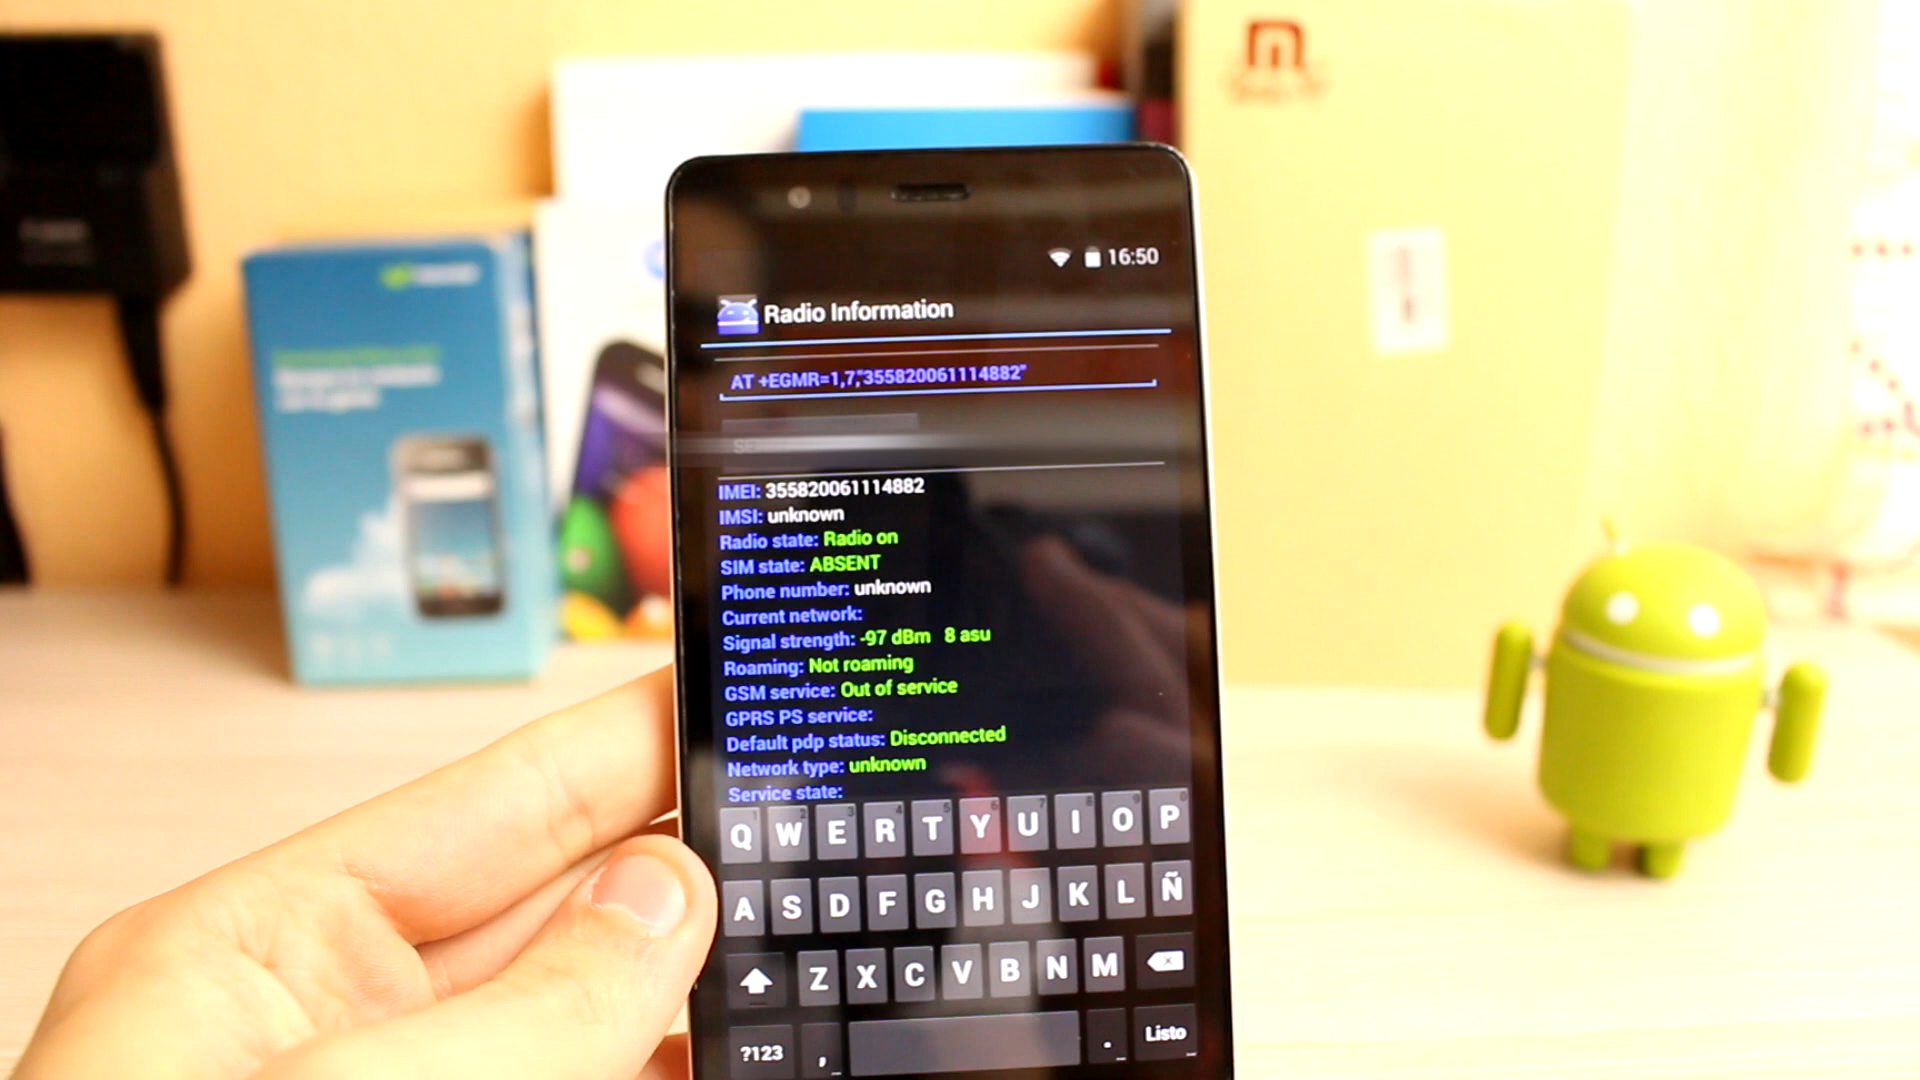 16:50
Radio Information
AT +EGMR=1,7,"355820061114882"
IMEI: 355820061114882
IMSI: unknown
Radio state: Radio on
SIM state: ABSENT
Phone number: unknown
Current network:
Signal strength: -97 dBm 8 asu
Roaming: Not roaming
GSM service: Out of service
GPRS PS service:
Default pdp status: Disconnected
Network type: unknown
Service state:
Q W E R T Y U I O P
A S D F G H J K L Ñ
Z X C V B N M
?123 , . Listo